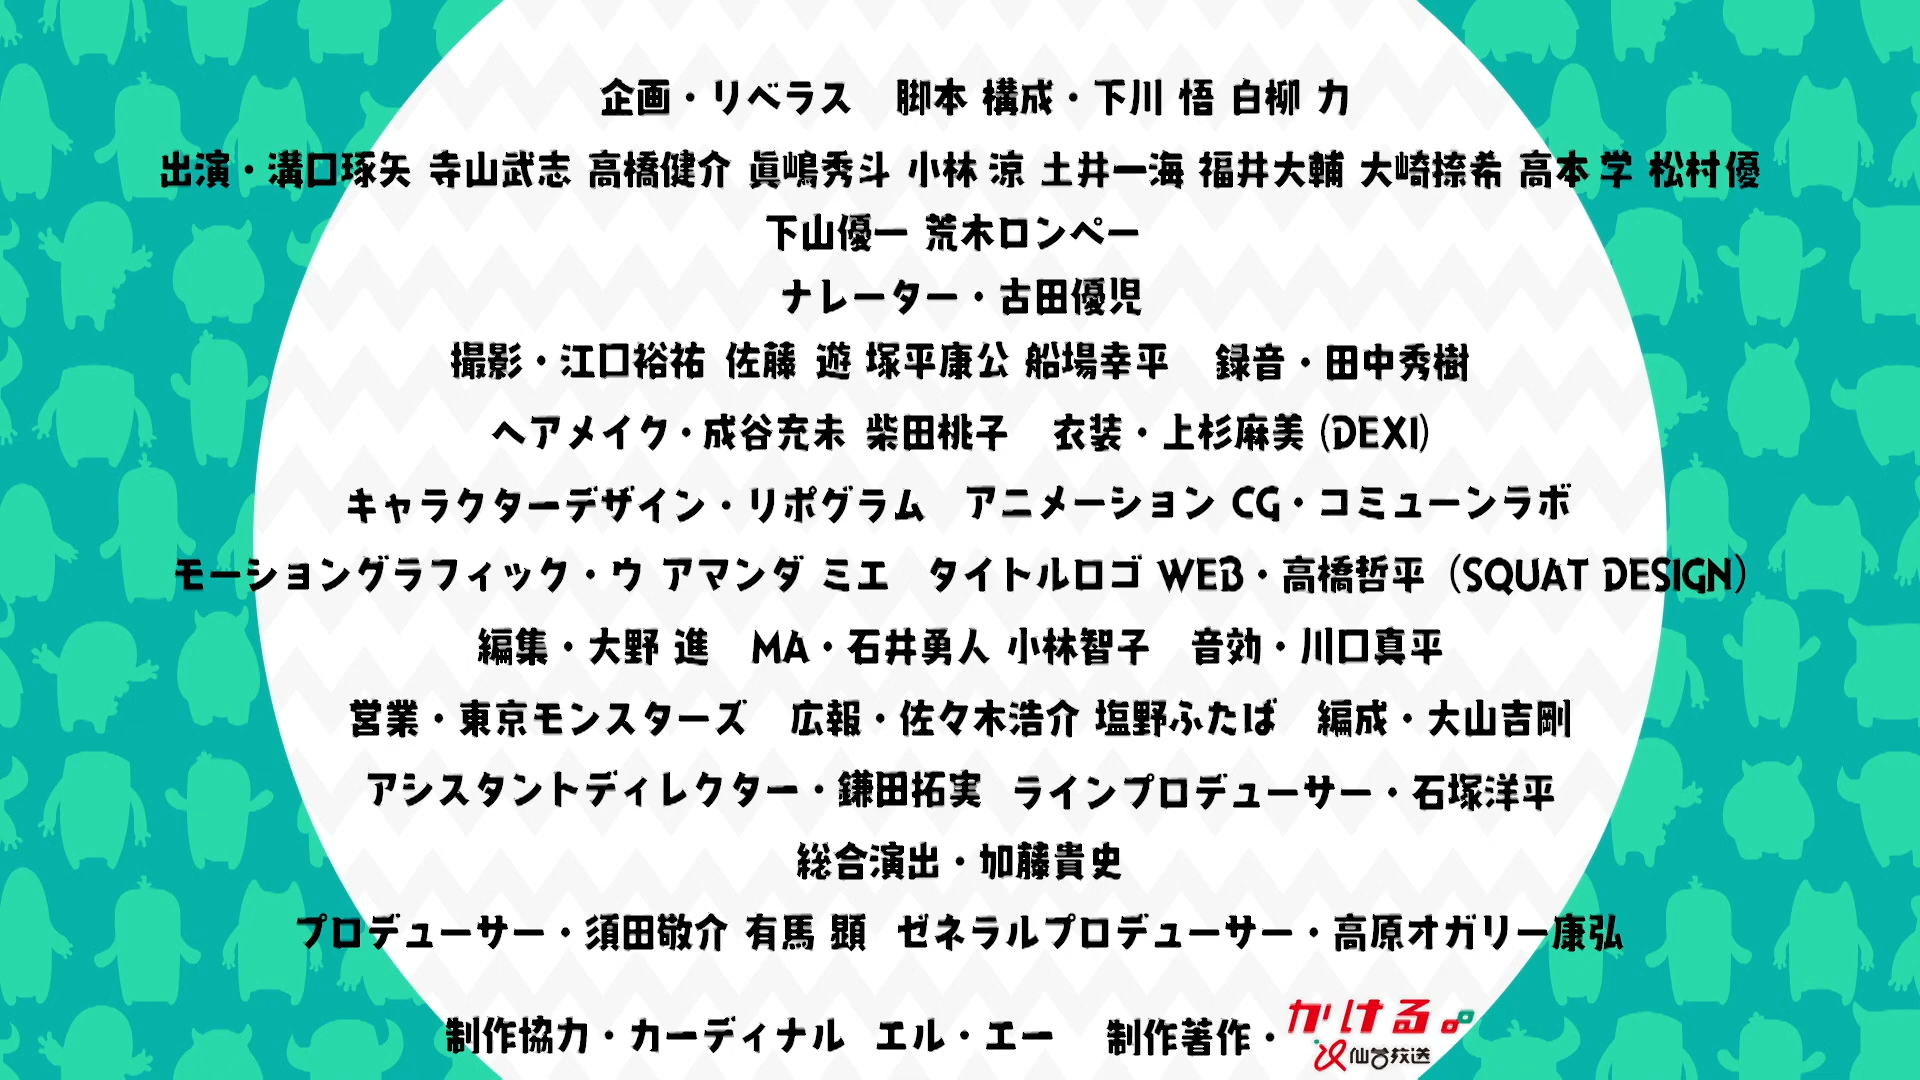 企画・リベラス 脚本 構成・下川 悟 白柳 力
出演・溝口琢矢 寺山武志 高橋健介 眞嶋秀斗 小林 涼 土井一海 福井大輔 大崎捺希 高本 学 松村優
下山優一 荒木ロンペー
ナレーター・古田優児
撮影・江口裕祐 佐藤 遊 塚平康公 船場幸平 録音・田中秀樹
ヘアメイク・成谷充未 柴田桃子 衣装・上杉麻美 (DEXI)
キャラクターデザイン・リポグラム アニメーション CG・コミューンラボ
モーショングラフィック・ウ アマンダ ミエ タイトルロゴ WEB・高橋哲平（SQUAT DESIGN）
編集・大野 進 MA・石井勇人 小林智子 音効・川口真平
営業・東京モンスターズ 広報・佐々木浩介 塩野ふたば 編成・大山吉剛
アシスタントディレクター・鎌田拓実 ラインプロデューサー・石塚洋平
総合演出・加藤貴史
プロデューサー・須田敬介 有馬 顕 ゼネラルプロデューサー・高原オガリー康弘
制作協力・カーディナル エル・エー 制作著作・かける。
仙台放送